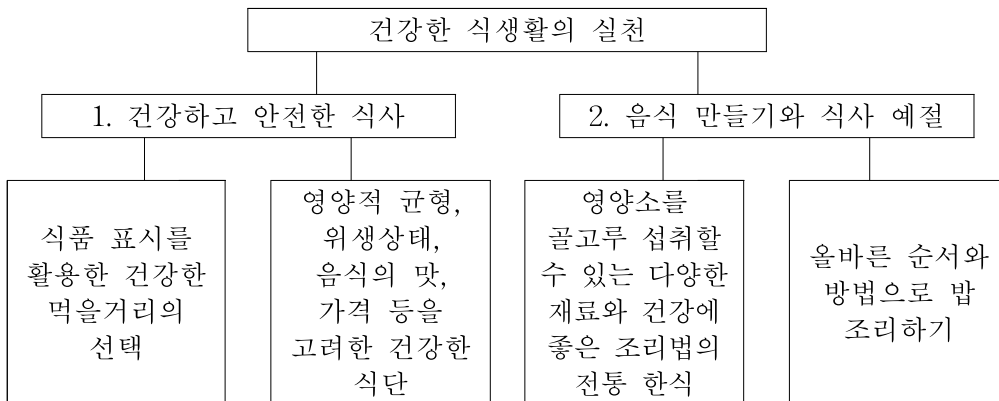 건강한 식생활의 실천
1. 건강하고 안전한 식사
2. 음식 만들기와 식사 예절
식품 표시를
활용한 건강한
먹을거리의
선택
영양적 균형,
위생상태,
음식의 맛,
가격 등을
고려한 건강한
식단
영양소를
골고루 섭취할
수 있는 다양한
재료와 건강에
좋은 조리법의
전통 한식
올바른 순서와
방법으로 밥
조리하기